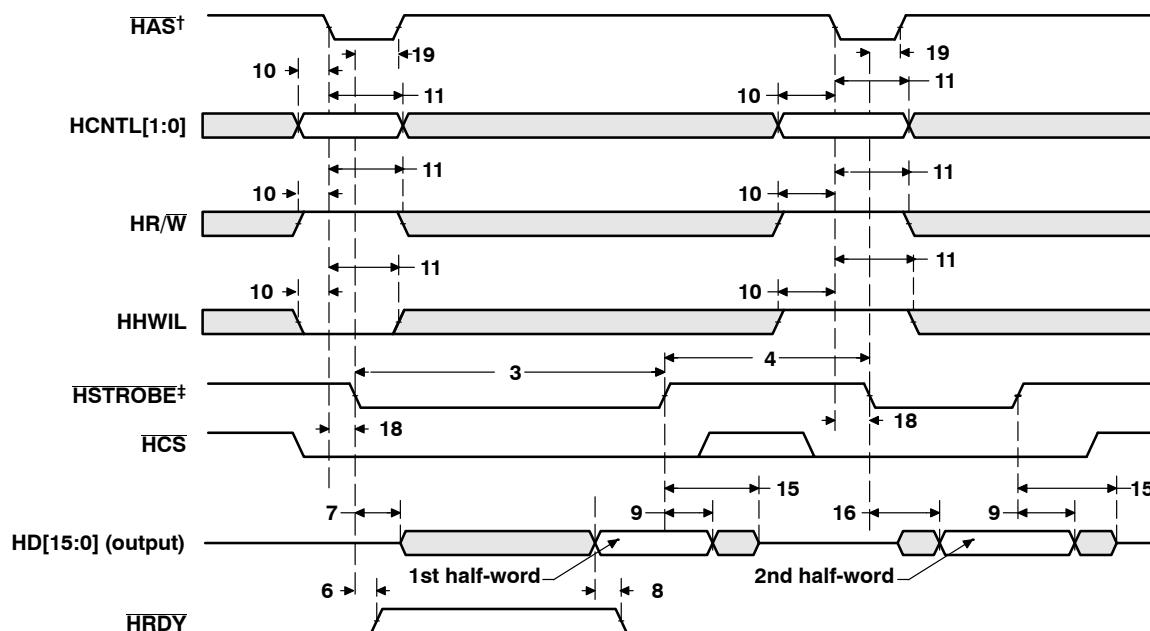 HAS†
19
19
10
11
10
11
HCNTL[1:0]
11
11
10
10
HR/W
11
11
10
10
HHWIL
3
4
HSTROBE‡
18
18
HCS
15
15
7
9
16
9
HD[15:0] (output)
1st half-word
2nd half-word
6
8
HRDY